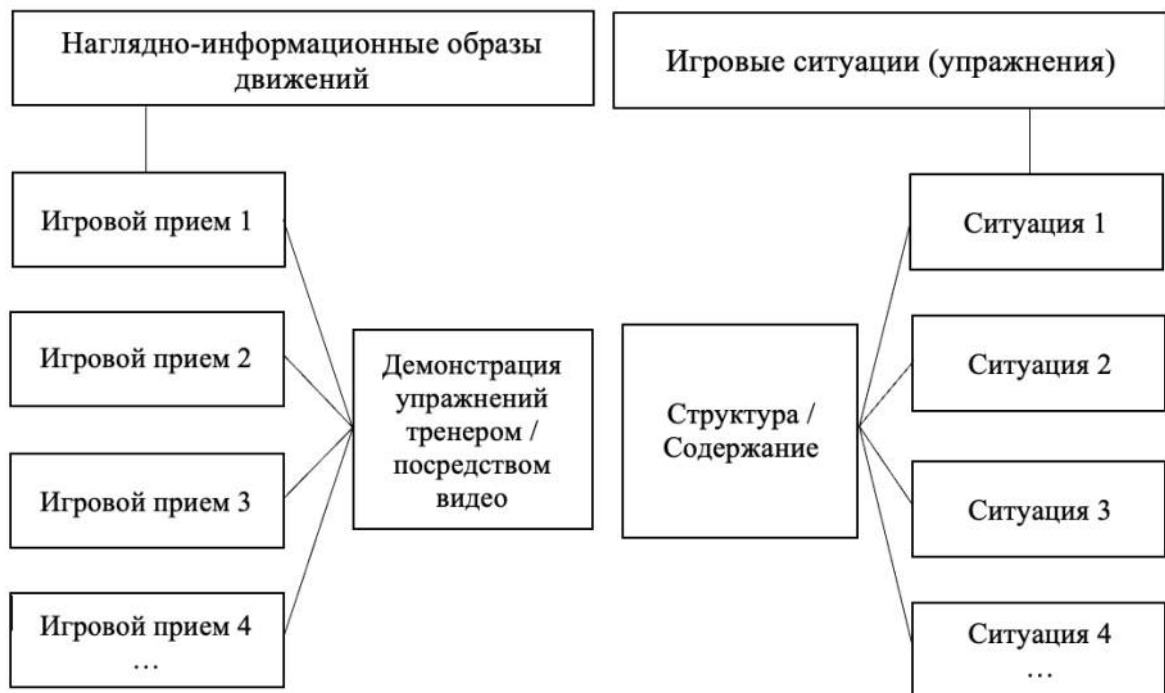 Наглядно-информационные образы
движений
Игровые ситуации (упражнения)
Игровой прием 1
Ситуация 1
Игровой прием 2
Ситуация 2
Демонстрация
упражнений
тренером /
посредством
видео
Структура /
Содержание
Игровой прием 3
Ситуация 3
Игровой прием 4
...
Ситуация 4
...